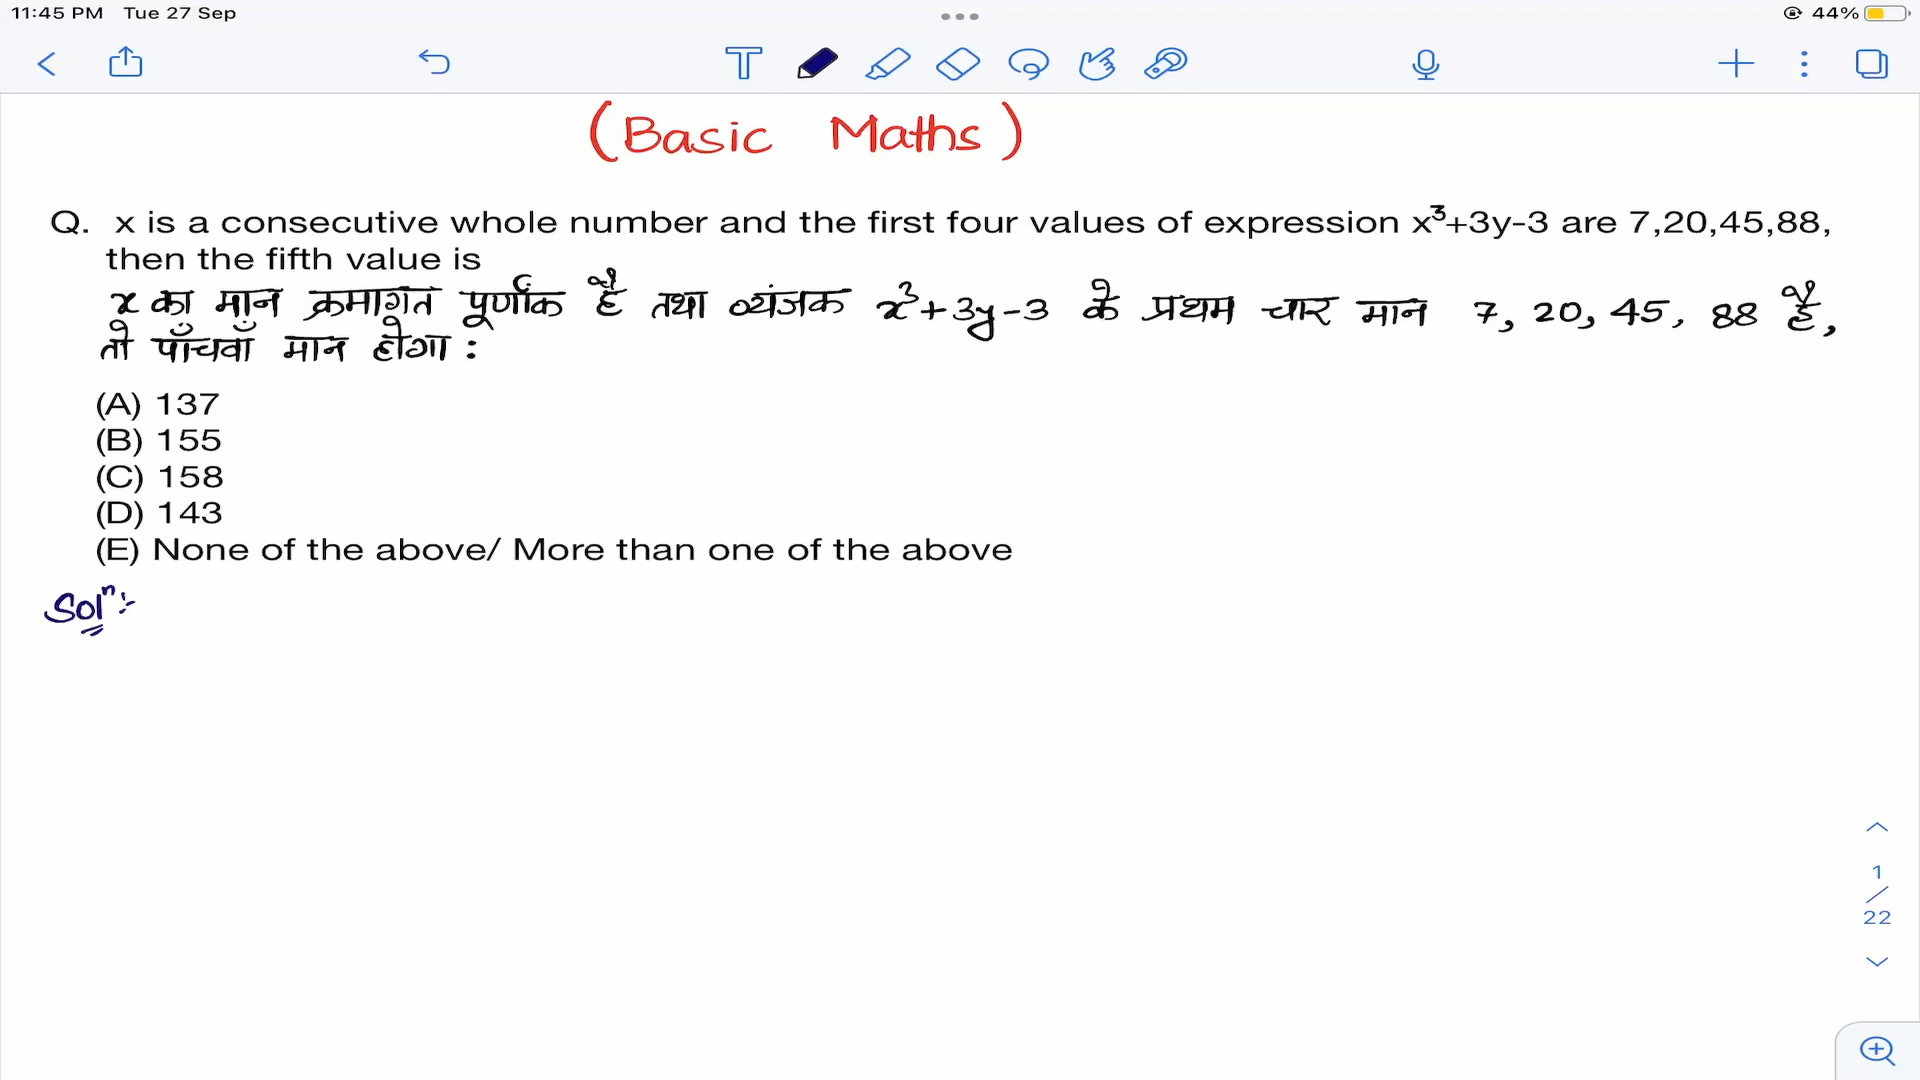 11:45 PM Tue 27 Sep
44%
(Basic Maths)
Q. x is a consecutive whole number and the first four values of expression x³+3y-3 are 7,20,45,88,
then the fifth value is
x का मान क्रमागत पूर्णांक है तथा व्यंजक x³+3y-3 के प्रथम चार मान 7, 20, 45, 88 है,
तो पाँचवाँ मान होगा :
(A) 137
(B) 155
(C) 158
(D) 143
(E) None of the above/ More than one of the above
Solⁿ:-
1
/
22